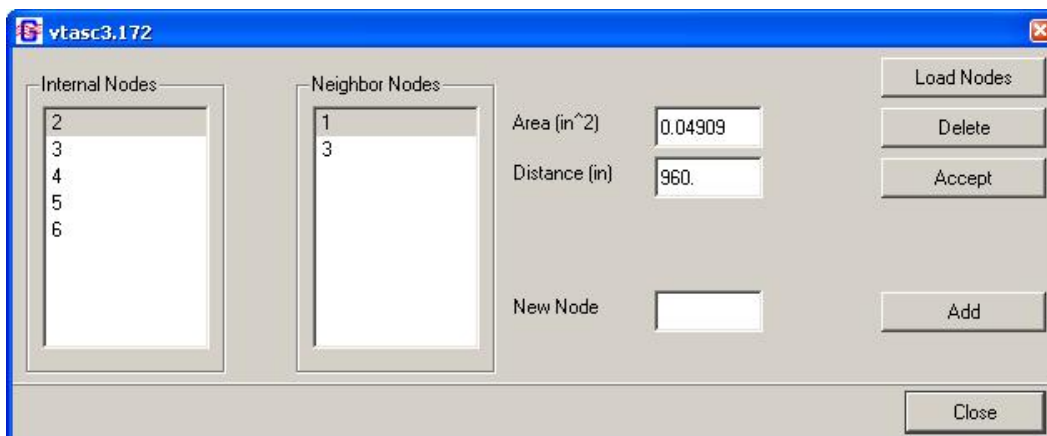 vtasc3.172
Internal Nodes
2
3
4
5
6
Neighbor Nodes
1
3
Area (in^2)
0.04909
Distance (in)
960.
New Node
Load Nodes
Delete
Accept
Add
Close